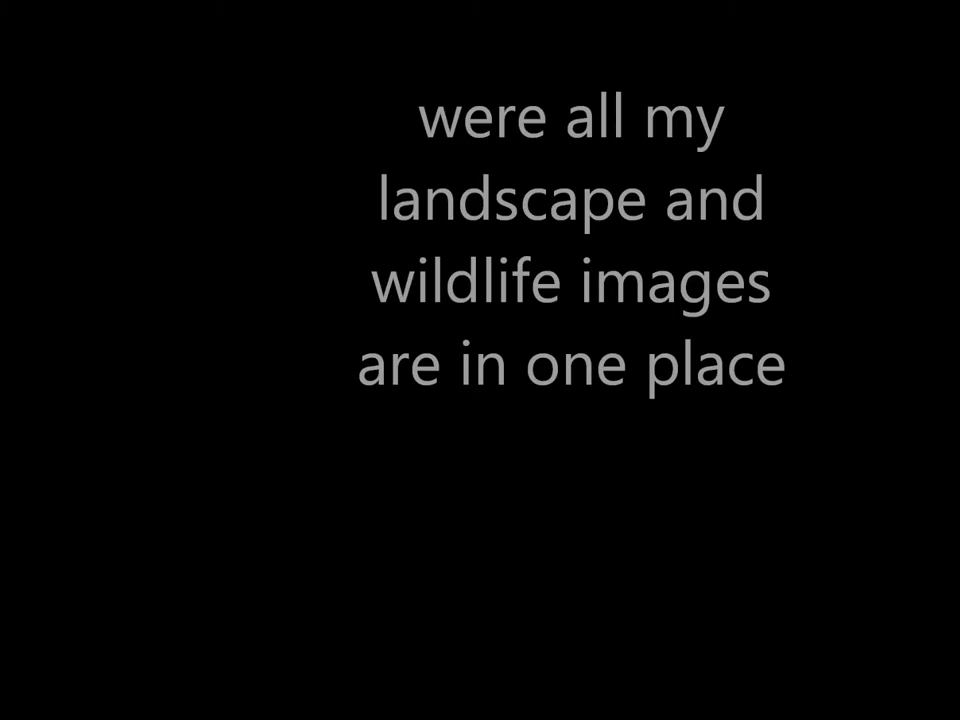 were all my
landscape and
wildlife images
are in one place